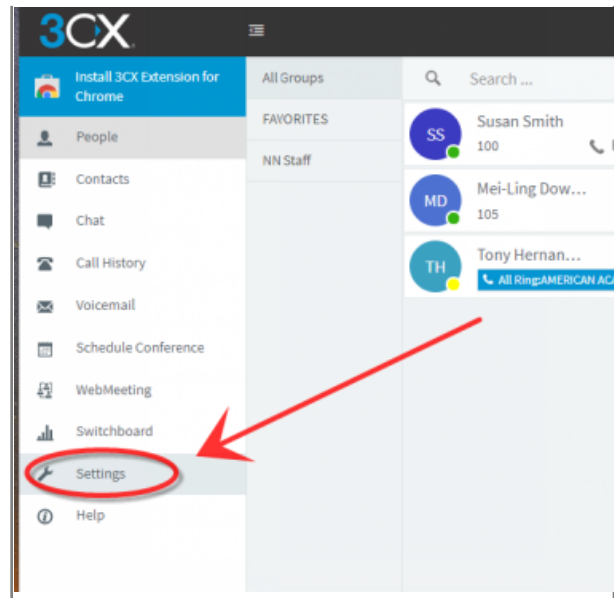 3CX
Install 3CX Extension for
Chrome
People
Contacts
Chat
Call History
Voicemail
Schedule Conference
WebMeeting
Switchboard
Settings
Help
All Groups
FAVORITES
NN Staff
Search ...
SS
Susan Smith
100
MD
Mei-Ling Dow...
105
TH
Tony Hernan...
All Ring:AMERICAN